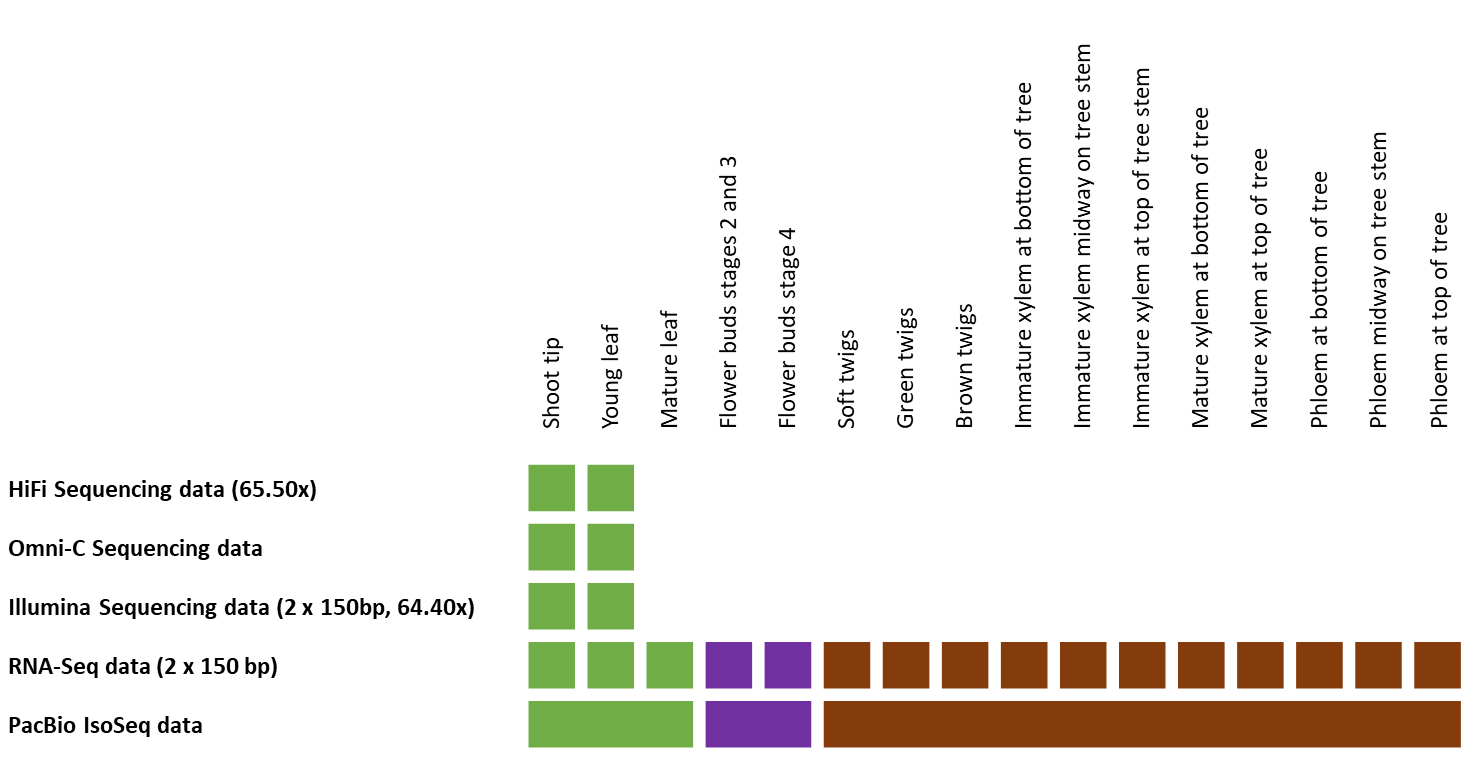 Shoot tip
Young leaf
Mature leaf
Flower buds stages 2 and 3
Flower buds stage 4
Soft twigs
Green twigs
Brown twigs
Immature xylem at bottom of tree
Immature xylem midway on tree stem
Immature xylem at top of tree stem
Mature xylem at bottom of tree
Mature xylem at top of tree
Phloem at bottom of tree
Phloem midway on tree stem
Phloem at top of tree
HiFi Sequencing data (65.50x)
Omni-C Sequencing data
Illumina Sequencing data (2 x 150bp, 64.40x)
RNA-Seq data (2 x 150 bp)
PacBio IsoSeq data